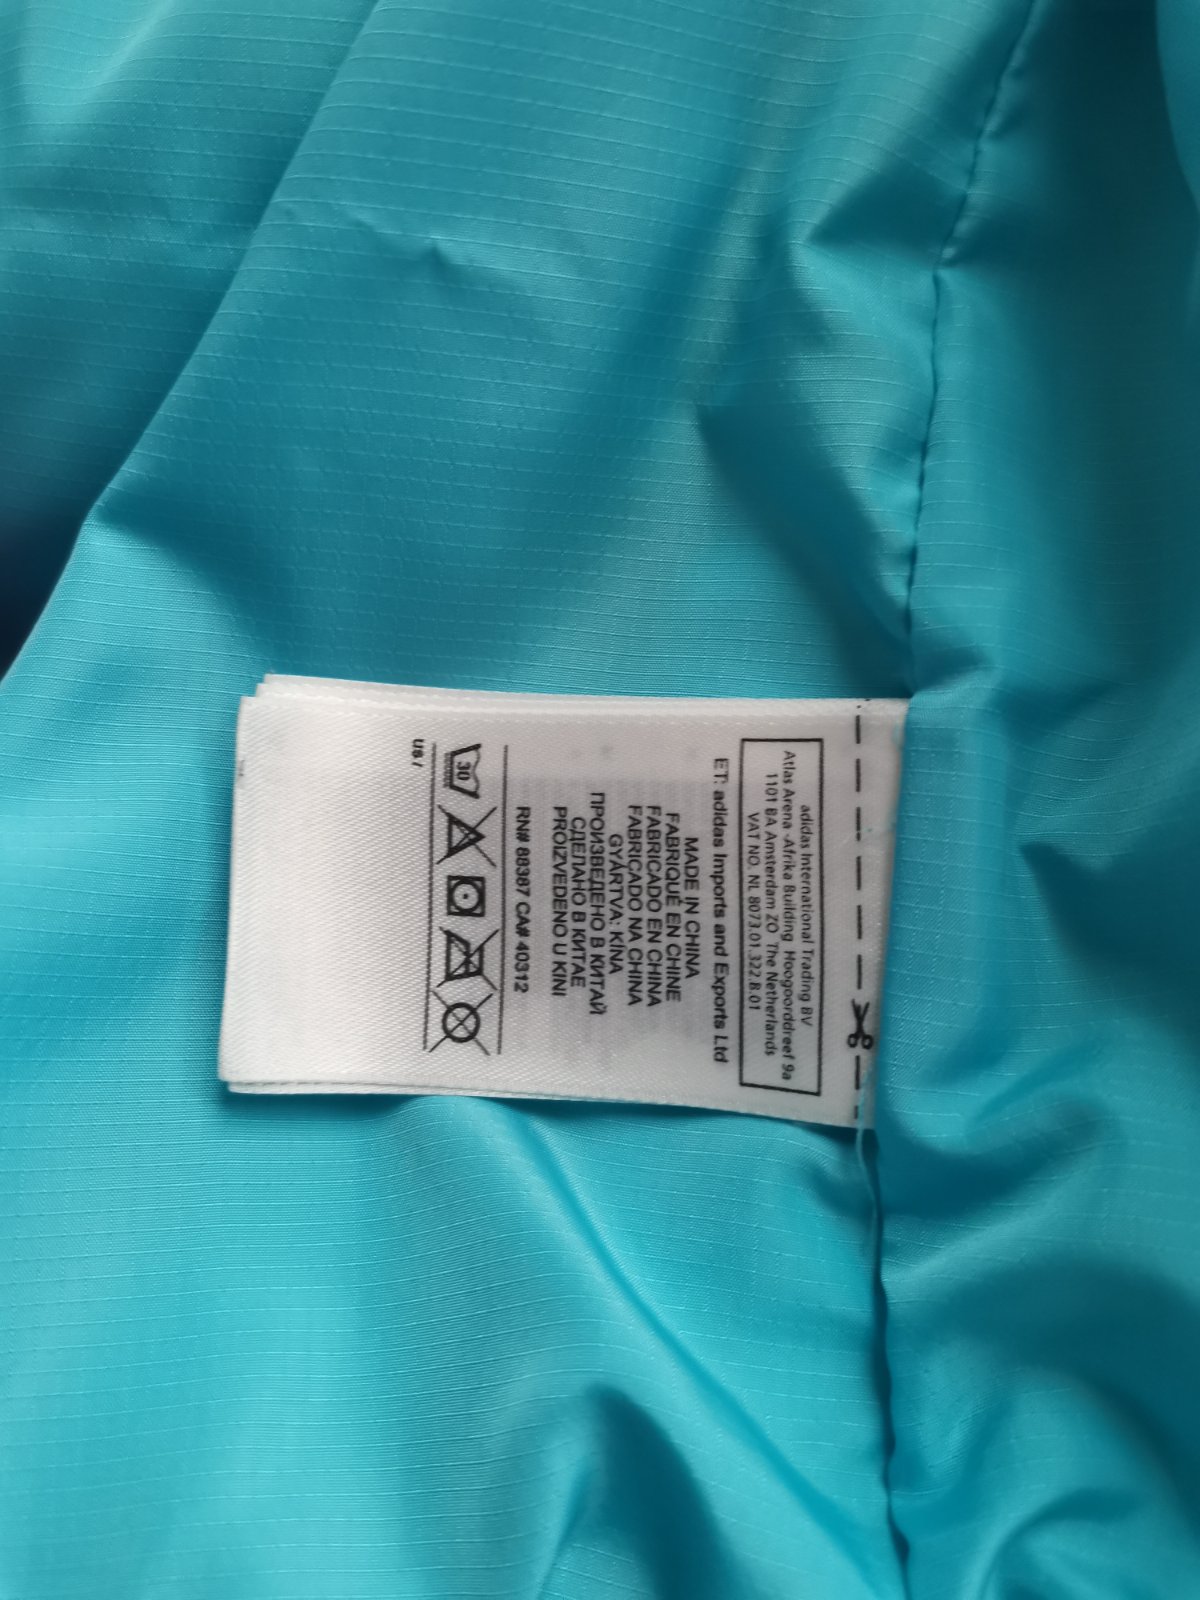 adidas International Trading BV
Atlas Arena -Afrika Building Hoogoorddreef 9a
1101 BA Amsterdam ZO The Netherlands
VAT NO. NL 8073.01.322.B.01
ET: adidas Imports and Exports Ltd
MADE IN CHINA
FABRIQUÉ EN CHINE
FABRICADO EN CHINA
FABRICADO NA CHINA
GYÁRTVA: KÍNA
ПРОИЗВЕДЕНО В КИТАЙ
СДЕЛАНО В КИТАЕ
PROIZVEDENO U KINI
RN# 88387 CA# 40312
30
US /